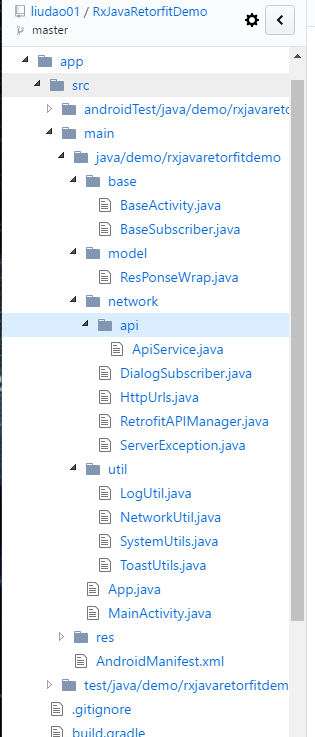 liudao01 / RxJavaRetorfitDemo
master
app
src
androidTest/java/demo/rxjavareto
main
java/demo/rxjavaretorfitdemo
base
BaseActivity.java
BaseSubscriber.java
model
ResPonseWrap.java
network
api
ApiService.java
DialogSubscriber.java
HttpUrls.java
RetrofitAPIManager.java
ServerException.java
util
LogUtil.java
NetworkUtil.java
SystemUtils.java
ToastUtils.java
App.java
MainActivity.java
res
AndroidManifest.xml
test/java/demo/rxjavaretorfitdem
.gitignore
build.gradle